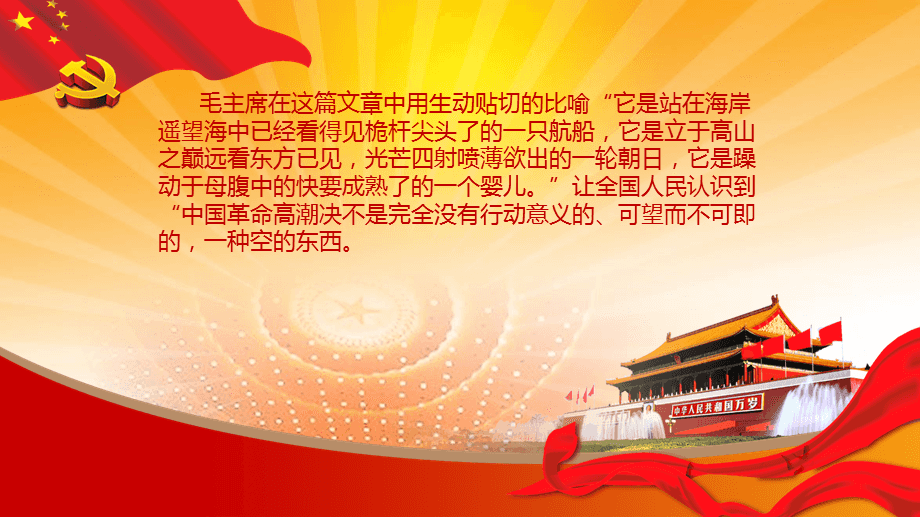 毛主席在这篇文章中用生动贴切的比喻“它是站在海岸
遥望海中已经看得见桅杆尖头了的一只航船，它是立于高山
之巅远看东方已见，光芒四射喷薄欲出的一轮朝日，它是躁
动于母腹中的快要成熟了的一个婴儿。”让全国人民认识到
“中国革命高潮决不是完全没有行动意义的、可望而不可即
的，一种空的东西。
中华人民共和国万岁